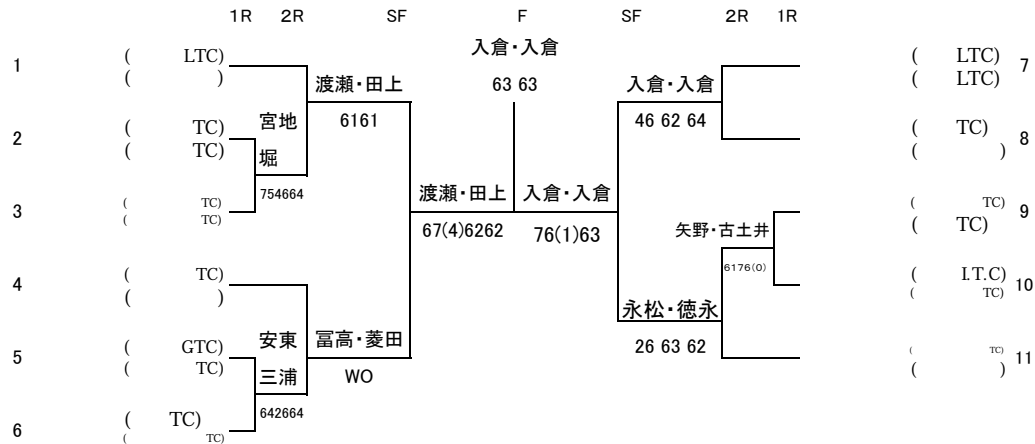 1R 2R SF F SF 2R 1R
入倉・入倉
63 63
1 ( LTC)
( )
渡瀬・田上
6161
2 ( TC)
( TC)
宮地
堀
754664
3 ( TC)
( TC)
渡瀬・田上
67(4)6262
4 ( TC)
( )
5 ( GTC)
( TC)
安東
三浦
642664
冨高・菱田
WO
6 ( TC)
( TC)
入倉・入倉
46 62 64
( LTC) 7
( LTC)
( TC) 8
( )
入倉・入倉
76(1)63
矢野・古土井
6176(0)
( TC) 9
( TC)
( I.T.C) 10
( TC)
永松・徳永
26 63 62
( TC) 11
( )